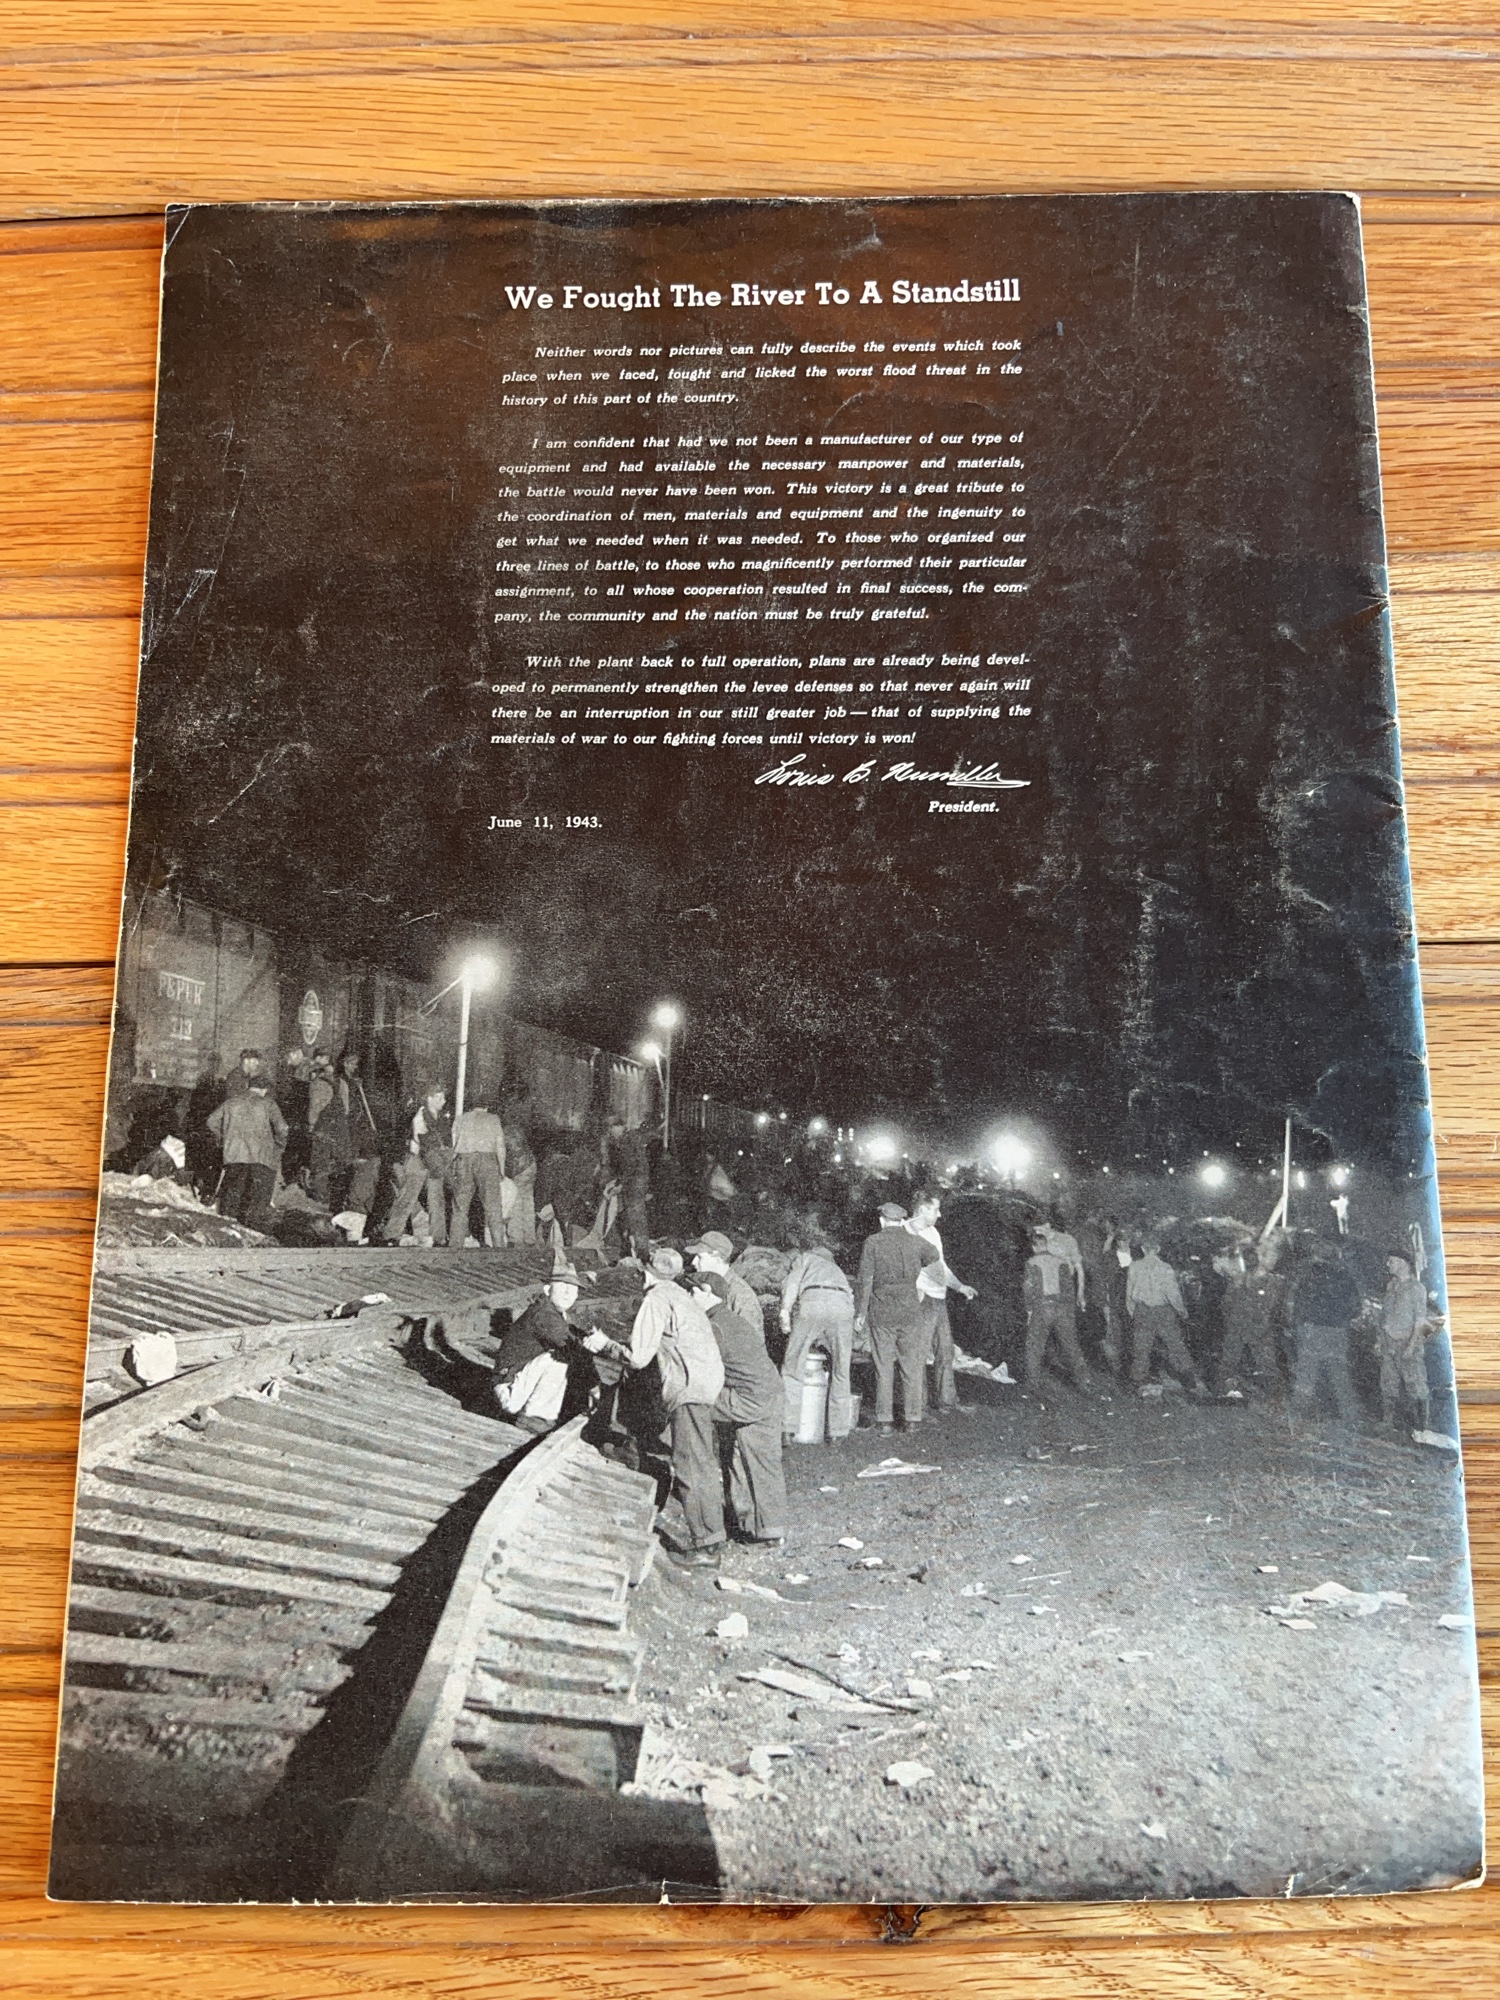 We Fought The River To A Standstill
Neither words nor pictures can fully describe the events which took
place when we faced, fought and licked the worst flood threat in the
history of this part of the country.
I am confident that had we not been a manufacturer of our type of
equipment and had available the necessary manpower and materials,
the battle would never have been won. This victory is a great tribute to
the coordination of men, materials and equipment and the ingenuity to
get what we needed when it was needed. To those who organized our
three lines of battle, to those who magnificently performed their particular
assignment, to all whose cooperation resulted in final success, the com-
pany, the community and the nation must be truly grateful.
With the plant back to full operation, plans are already being devel-
oped to permanently strengthen the levee defenses so that never again will
there be an interruption in our still greater job — that of supplying the
materials of war to our fighting forces until victory is won!
Louis B. Neumiller
President.
June 11, 1943.